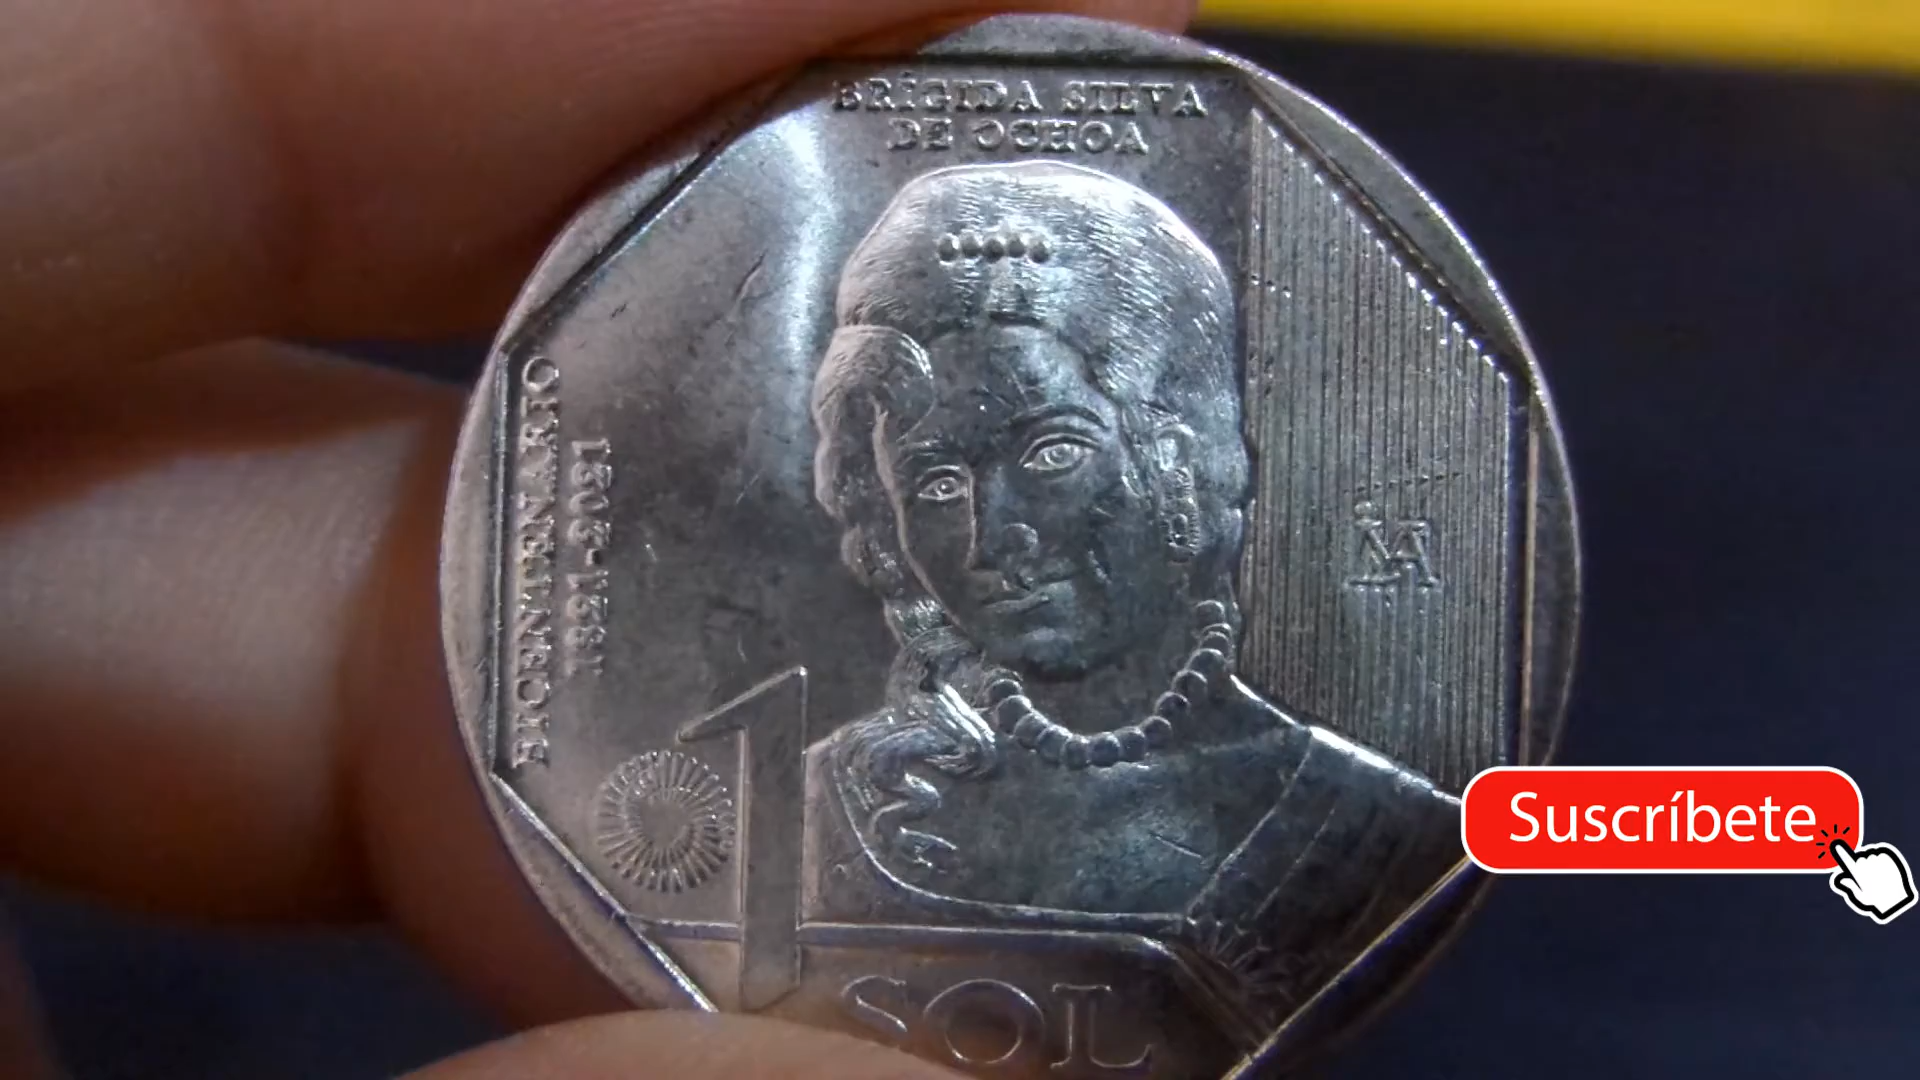 BRÍGIDA SILVA
DE OCHOA
BICENTENARIO
1821-2021
1
SOL
Suscríbete